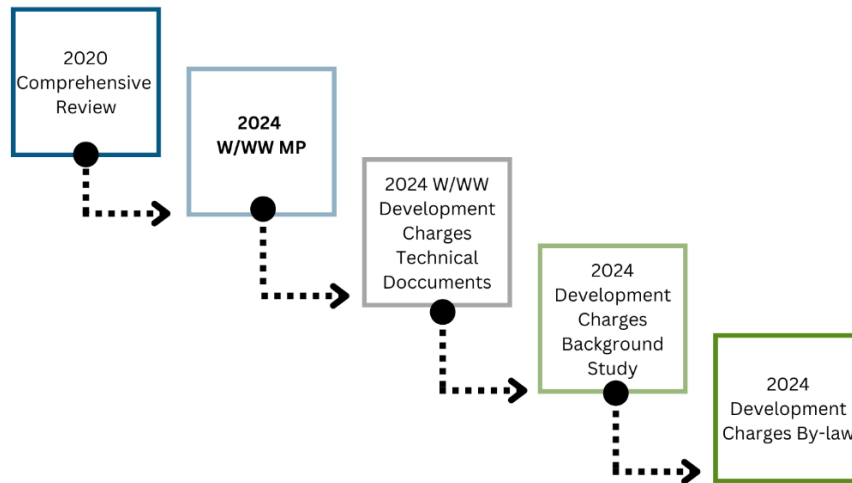 2020
Comprehensive
Review
2024
W/WW MP
2024 W/WW
Development
Charges
Technical
Doccuments
2024
Development
Charges
Background
Study
2024
Development
Charges By-law